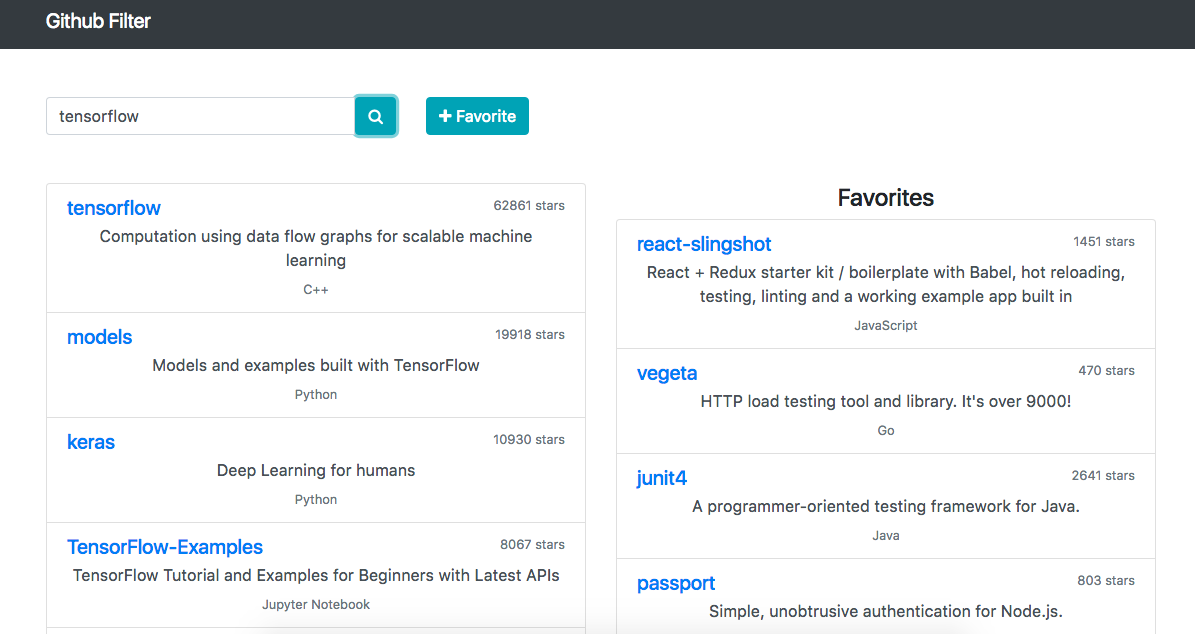 Github Filter
tensorflow
+ Favorite
tensorflow
62861 stars
Computation using data flow graphs for scalable machine
learning
C++
models
19918 stars
Models and examples built with TensorFlow
Python
keras
10930 stars
Deep Learning for humans
Python
TensorFlow-Examples
8067 stars
TensorFlow Tutorial and Examples for Beginners with Latest APIs
Jupyter Notebook
Favorites
react-slingshot
1451 stars
React + Redux starter kit / boilerplate with Babel, hot reloading,
testing, linting and a working example app built in
JavaScript
vegeta
470 stars
HTTP load testing tool and library. It's over 9000!
Go
junit4
2641 stars
A programmer-oriented testing framework for Java.
Java
passport
803 stars
Simple, unobtrusive authentication for Node.js.